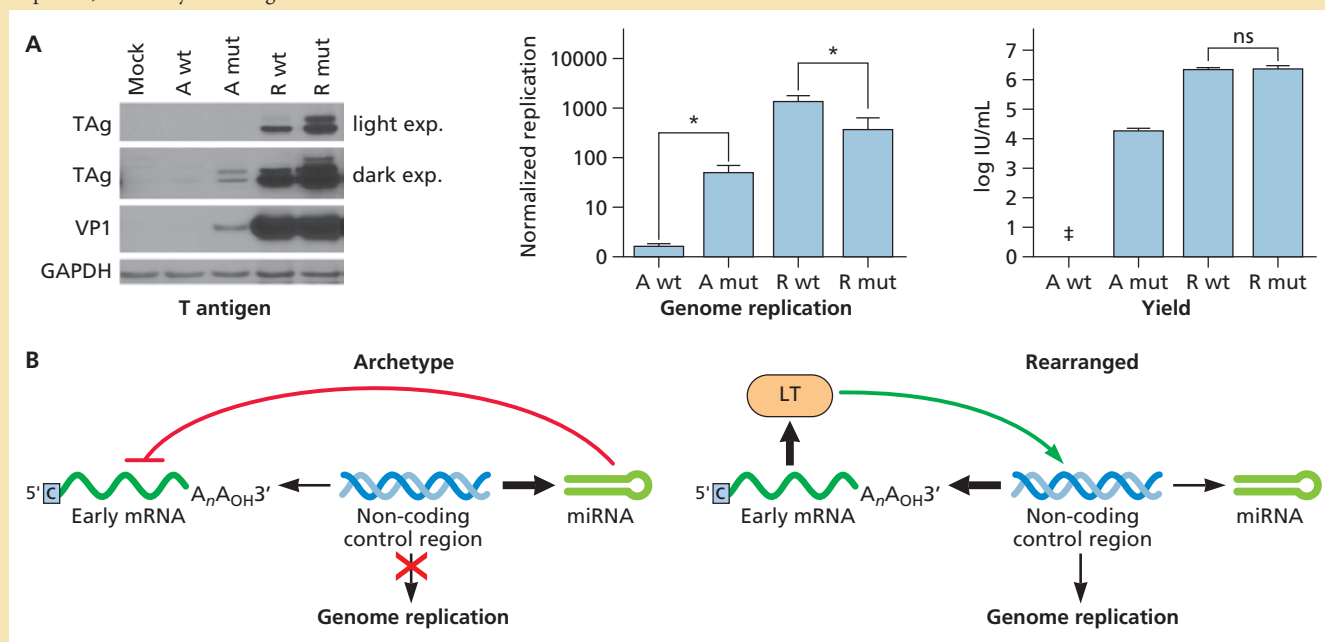 A
Mock
A wt
A mut
R wt
R mut
TAg
light exp.
TAg
dark exp.
VP1
GAPDH
T antigen
Normalized replication
10000
1000
100
10
0
*
*
A wt A mut R wt R mut
Genome replication
log IU/mL
7
6
5
4
3
2
1
0
‡
ns
A wt A mut R wt R mut
Yield
B
Archetype
5' C
AnAOH3'
Early mRNA
Non-coding
control region
miRNA
Genome replication
Rearranged
LT
5' C
AnAOH3'
Early mRNA
Non-coding
control region
miRNA
Genome replication